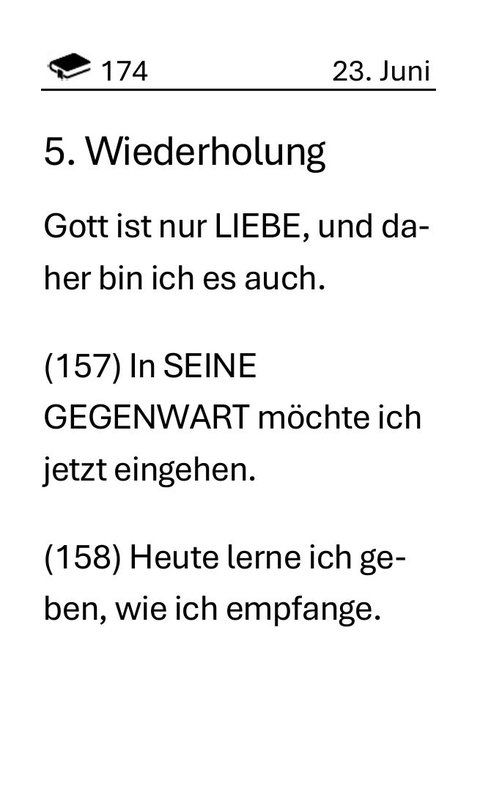 174 23. Juni
5. Wiederholung
Gott ist nur LIEBE, und da-
her bin ich es auch.
(157) In SEINE
GEGENWART möchte ich
jetzt eingehen.
(158) Heute lerne ich ge-
ben, wie ich empfange.